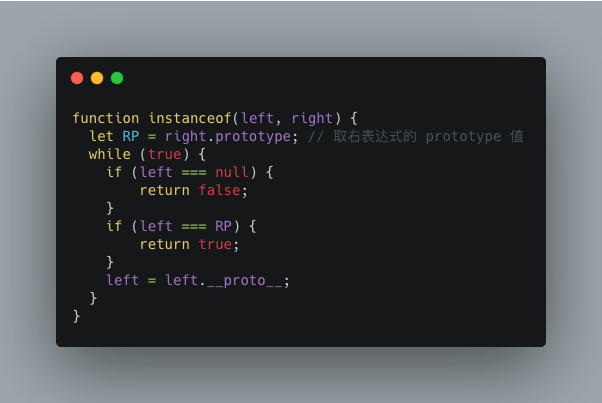 function instanceof(left, right) {
  let RP = right.prototype; // 取右表达式的 prototype 值
  while (true) {
    if (left === null) {
        return false;
    }
    if (left === RP) {
        return true;
    }
    left = left.__proto__;
  }
}